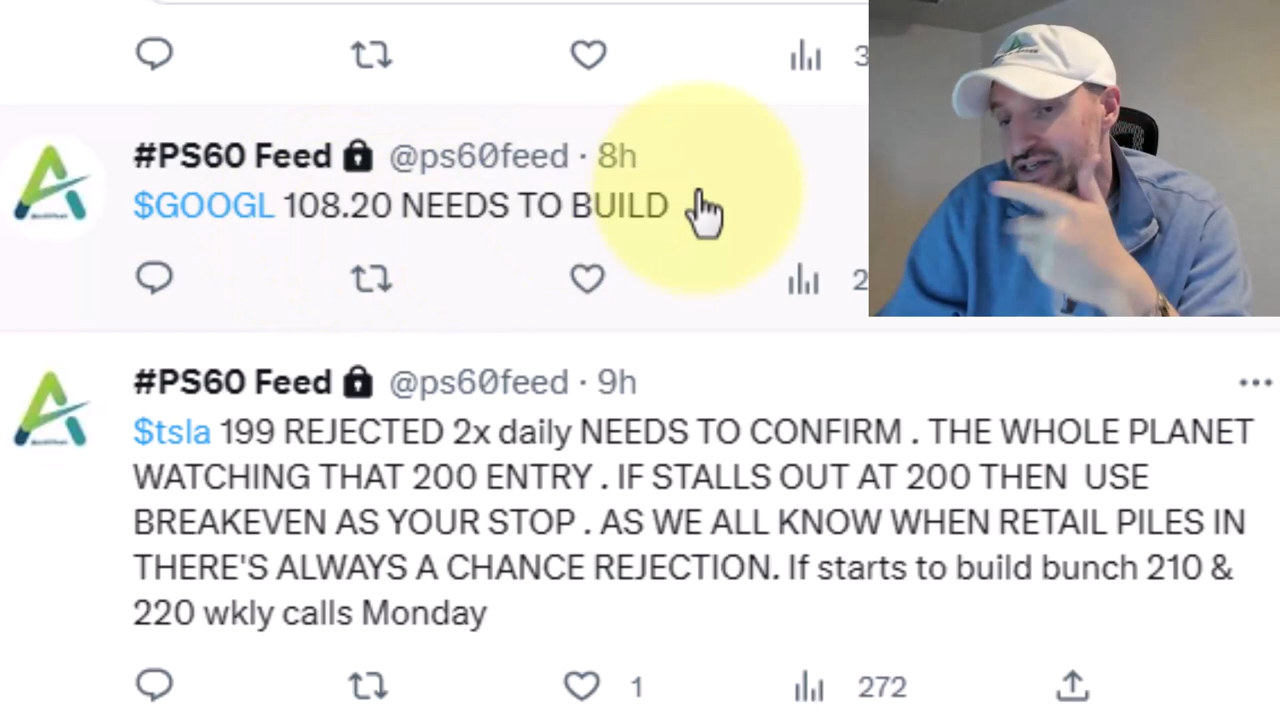 3
#PS60 Feed @ps60feed · 8h
$GOOGL 108.20 NEEDS TO BUILD
2
#PS60 Feed @ps60feed · 9h
$tsla 199 REJECTED 2x daily NEEDS TO CONFIRM . THE WHOLE PLANET
WATCHING THAT 200 ENTRY . IF STALLS OUT AT 200 THEN USE
BREAKEVEN AS YOUR STOP . AS WE ALL KNOW WHEN RETAIL PILES IN
THERE'S ALWAYS A CHANCE REJECTION. If starts to build bunch 210 &
220 wkly calls Monday
1 272